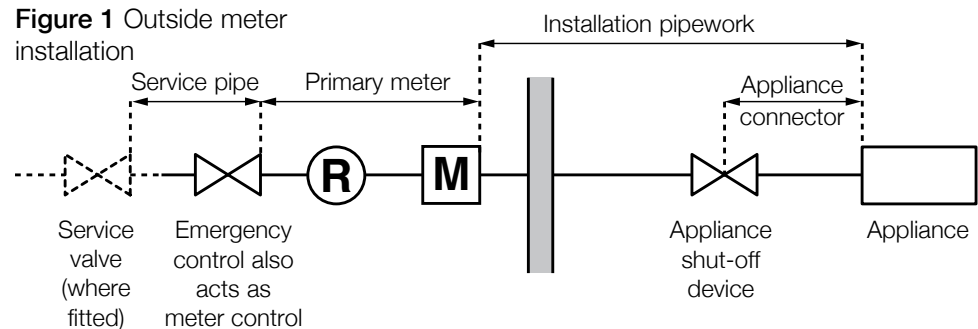 Figure 1 Outside meter
installation
Installation pipework
Service pipe
Primary meter
Appliance
connector
R
M
Service
valve
(where
fitted)
Emergency
control also
acts as
meter control
Appliance
shut-off
device
Appliance